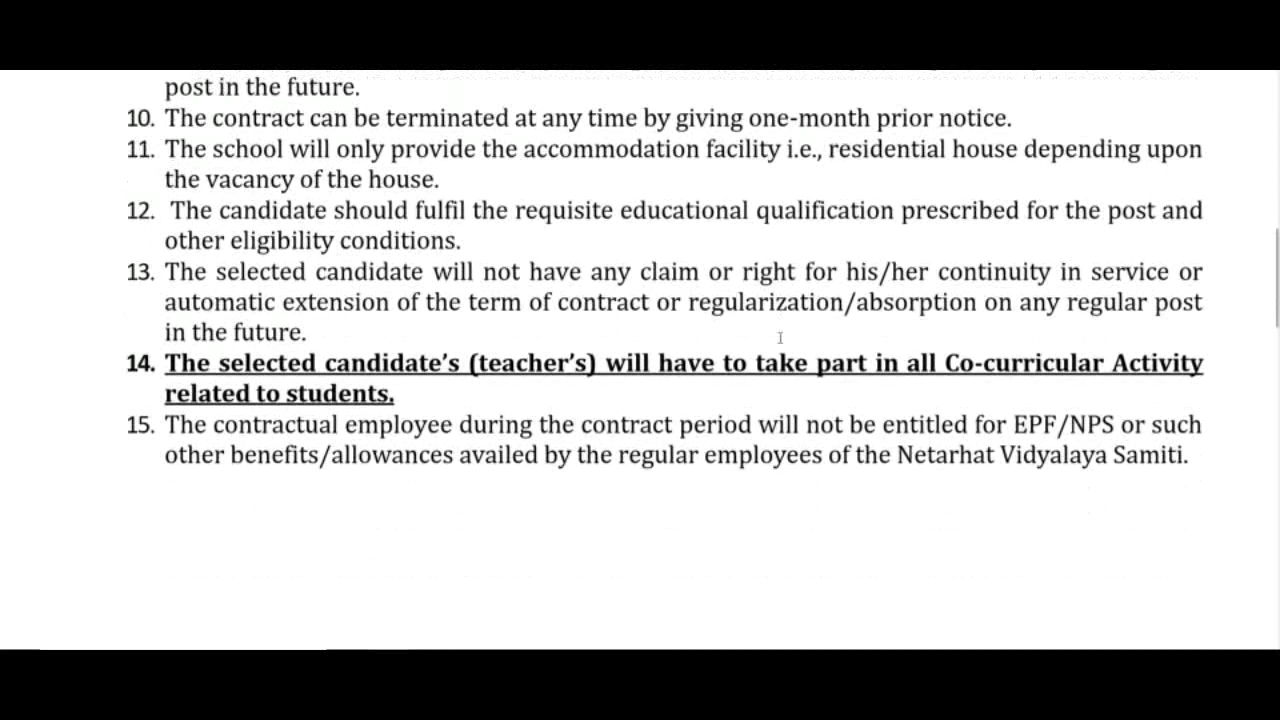 post in the future.
10. The contract can be terminated at any time by giving one-month prior notice.
11. The school will only provide the accommodation facility i.e., residential house depending upon
the vacancy of the house.
12. The candidate should fulfil the requisite educational qualification prescribed for the post and
other eligibility conditions.
13. The selected candidate will not have any claim or right for his/her continuity in service or
automatic extension of the term of contract or regularization/absorption on any regular post
in the future.
14. The selected candidate's (teacher's) will have to take part in all Co-curricular Activity
related to students.
15. The contractual employee during the contract period will not be entitled for EPF/NPS or such
other benefits/allowances availed by the regular employees of the Netarhat Vidyalaya Samiti.